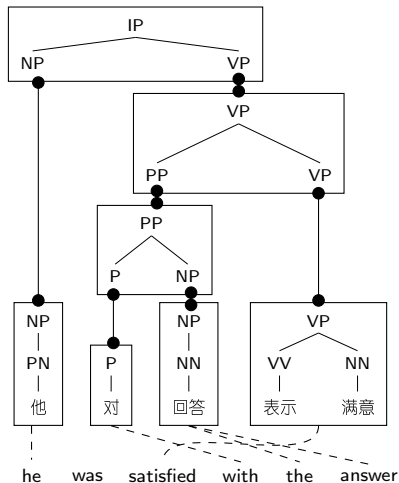 IP
NP VP
VP
PP VP
PP
P NP
NP NP VP
PN P NN VV NN
他 对 回答 表示 满意
he was satisfied with the answer